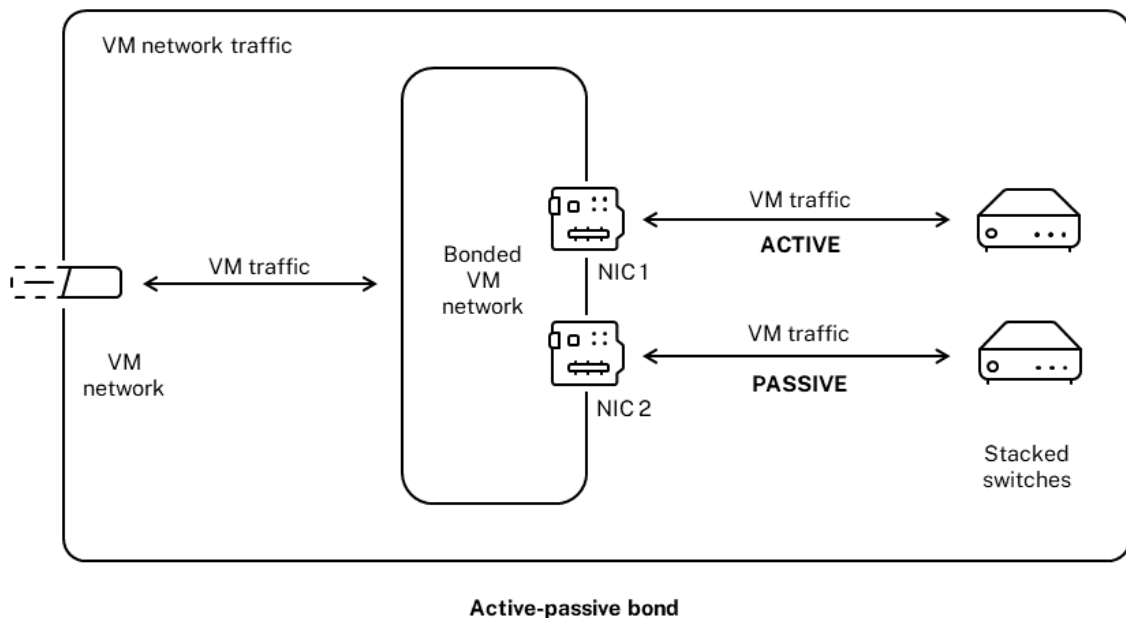 VM network traffic
VM traffic
ACTIVE
NIC 1
Bonded
VM
network
VM traffic
VM traffic
PASSIVE
NIC 2
VM
network
Stacked
switches
Active-passive bond